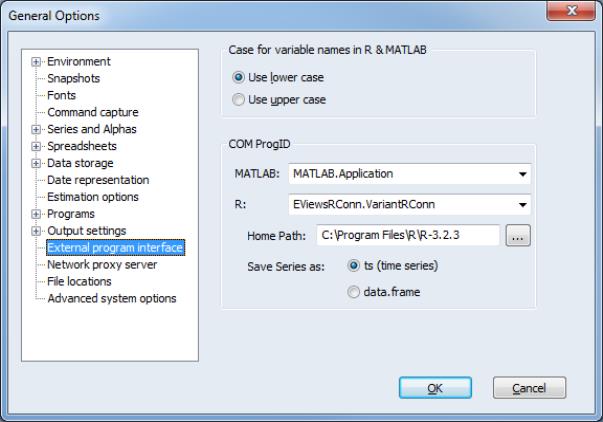 General Options
Environment
Snapshots
Fonts
Command capture
Series and Alphas
Spreadsheets
Data storage
Date representation
Estimation options
Programs
Output settings
External program interface
Network proxy server
File locations
Advanced system options
Case for variable names in R & MATLAB
Use lower case
Use upper case
COM ProgID
MATLAB: MATLAB.Application
R: EViewsRConn.VariantRConn
Home Path: C:\Program Files\R\R-3.2.3 ...
Save Series as: ts (time series)
data.frame
OK Cancel